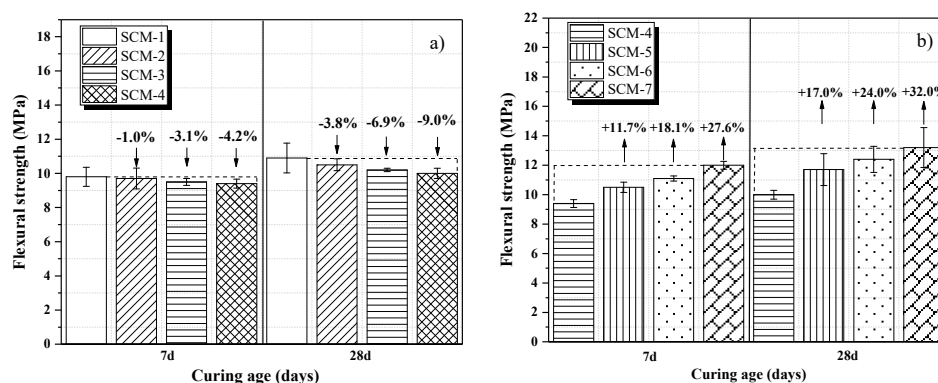 a)
SCM-1
SCM-2
SCM-3
SCM-4
18
16
14
12
10
8
6
4
2
0
Flexural strength (MPa)
-1.0%
-3.1%
-4.2%
-3.8%
-6.9%
-9.0%
7d
28d
Curing age (days)
b)
SCM-4
SCM-5
SCM-6
SCM-7
22
20
18
16
14
12
10
8
6
4
2
0
Flexural strength (MPa)
+11.7%
+18.1%
+27.6%
+17.0%
+24.0%
+32.0%
7d
28d
Curing age (days)